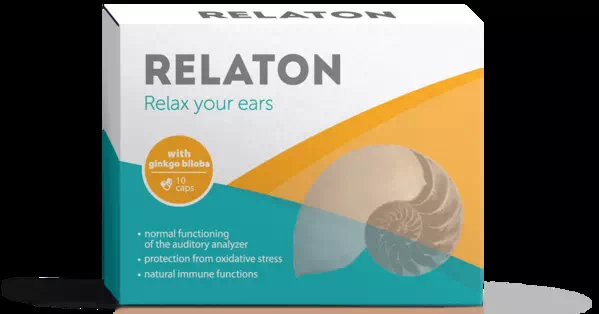 RELATON
RELATON
Relax your ears
with
ginkgo biloba
10
caps
• normal functioning
of the auditory analyzer
• protection from oxidative stress
• natural immune functions